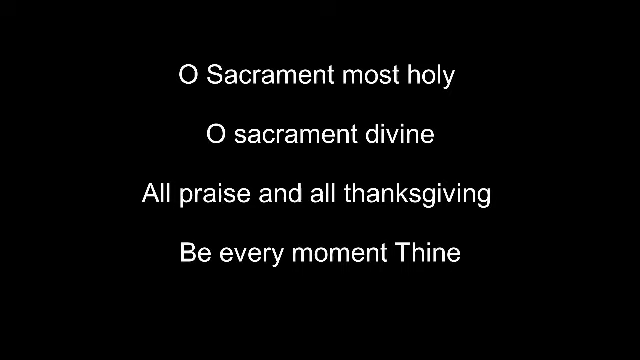 O Sacrament most holy
O sacrament divine
All praise and all thanksgiving
Be every moment Thine